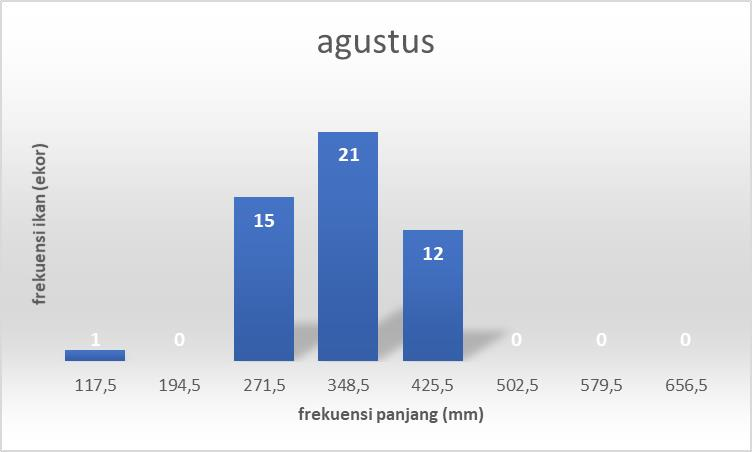 agustus
frekuensi ikan (ekor)
21
15
12
1 0 0 0 0
117,5 194,5 271,5 348,5 425,5 502,5 579,5 656,5
frekuensi panjang (mm)